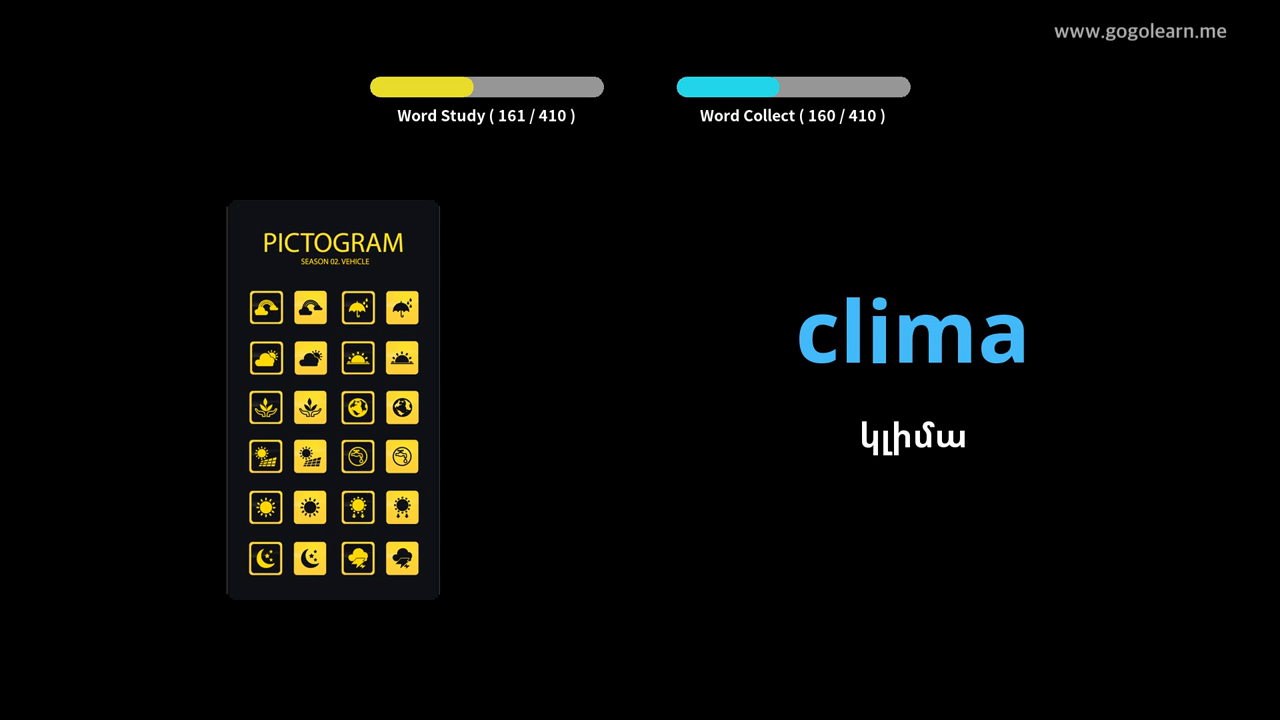 www.gogolearn.me
Word Study ( 161 / 410 )
Word Collect ( 160 / 410 )
PICTOGRAM
SEASON 02. VEHICLE
clima
կլիմա